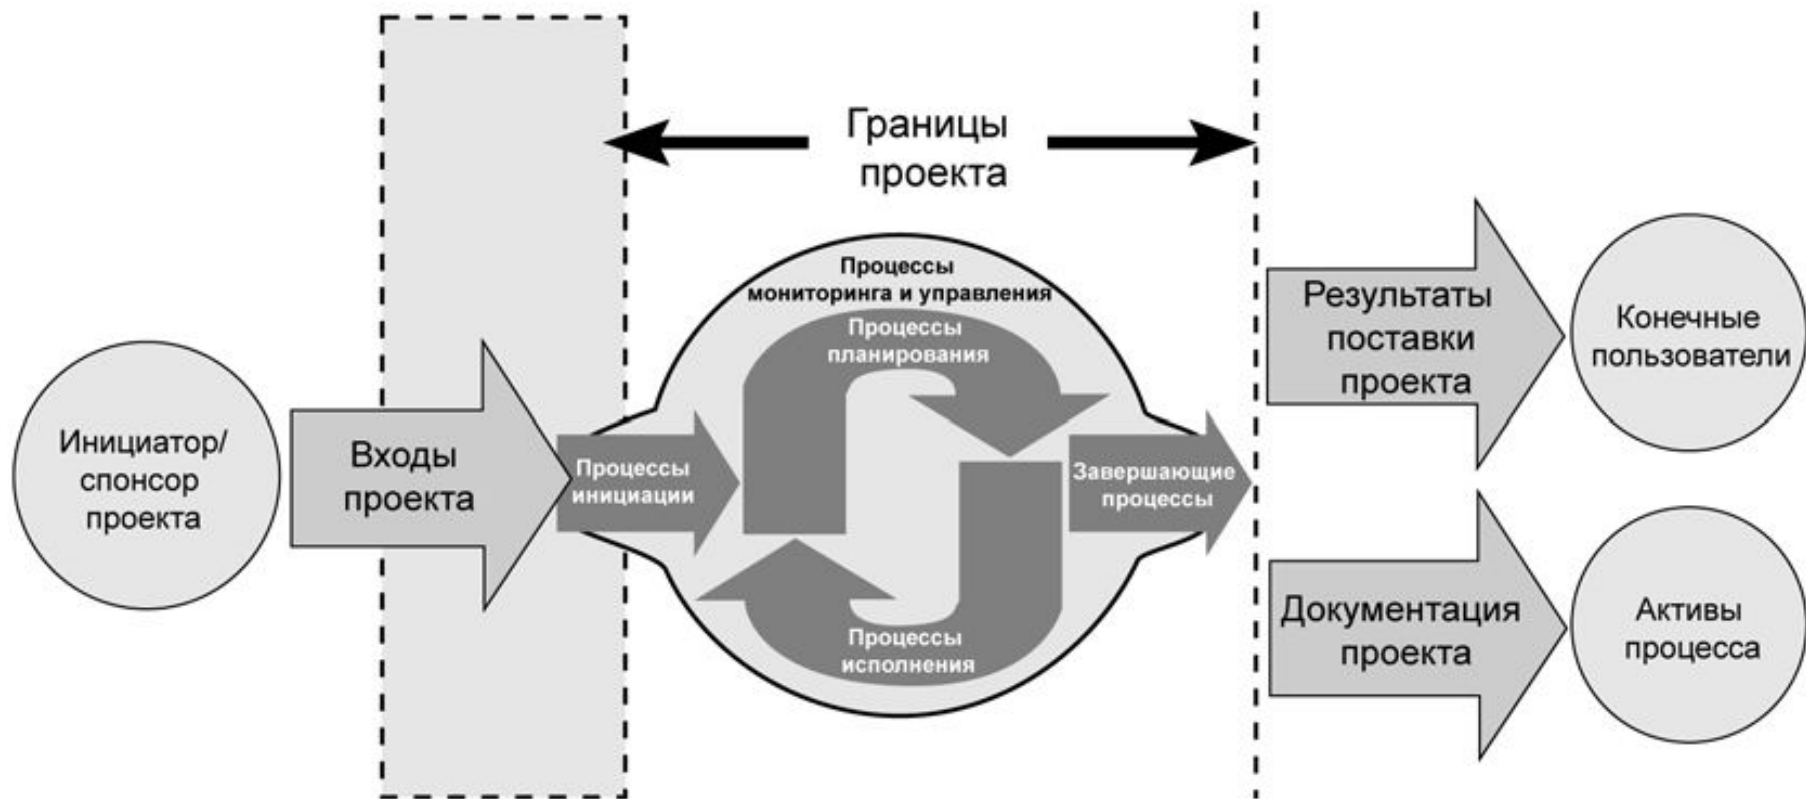 Границы
проекта
Инициатор/
спонсор
проекта
Входы
проекта
Процессы
инициации
Процессы
мониторинга и управления
Процессы
планирования
Процессы
исполнения
Завершающие
процессы
Результаты
поставки
проекта
Конечные
пользователи
Документация
проекта
Активы
процесса